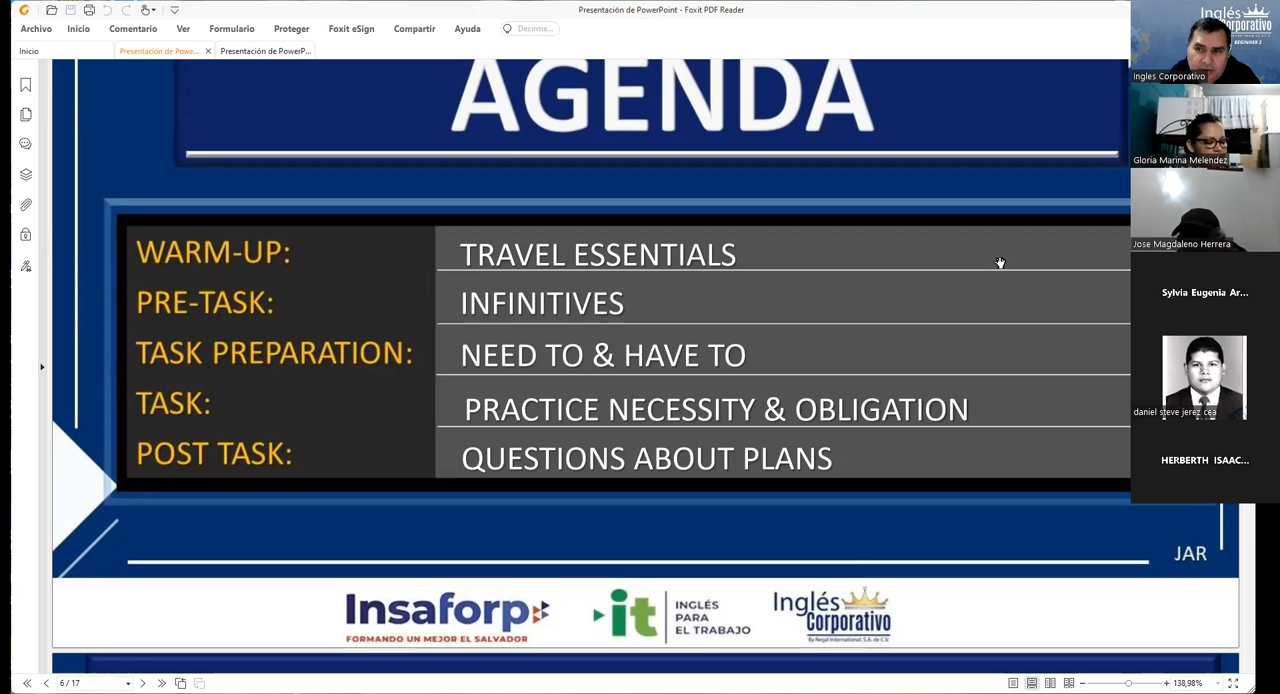 Presentación de PowerPoint - Foxit PDF Reader
Archivo Inicio Comentario Ver Formulario Proteger Foxit eSign Compartir Ayuda Decirme...
Inicio Presentación de Powe... Presentación de PowerP...
AGENDA
WARM-UP: TRAVEL ESSENTIALS
PRE-TASK: INFINITIVES
TASK PREPARATION: NEED TO & HAVE TO
TASK: PRACTICE NECESSITY & OBLIGATION
POST TASK: QUESTIONS ABOUT PLANS
JAR
Insaforp
FORMANDO UN MEJOR EL SALVADOR
it
INGLÉS
PARA
EL TRABAJO
Inglés
Corporativo
By Regal International, S.A. de C.V.
6 / 17
138,98%
Inglés
Corporativo
BEGINNER 2
Ingles Corporativo
Gloria Marina Melendez
Jose Magdaleno Herrera
Sylvia Eugenia Ar...
daniel steve jerez cea
HERBERTH ISAAC...